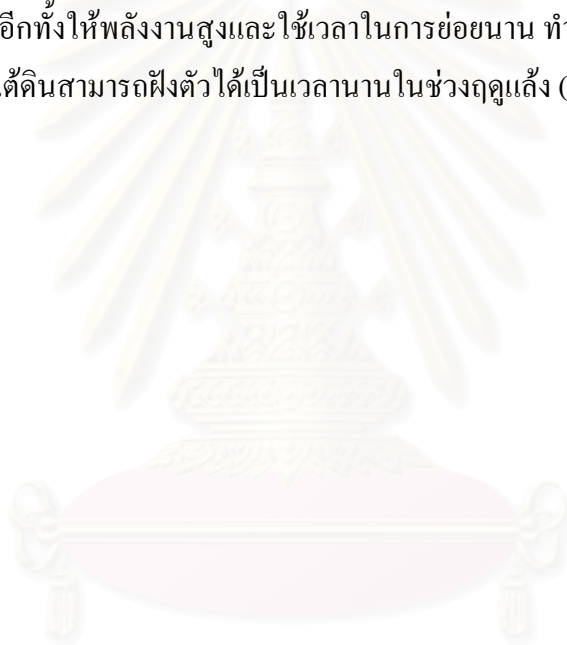 อีกทั้งให้พลังงานสูงและใช้เวลาในการย่อยนาน ทำ
ต้ดินสามารถฝังตัวได้เป็นเวลานานในช่วงฤดูแล้ง (